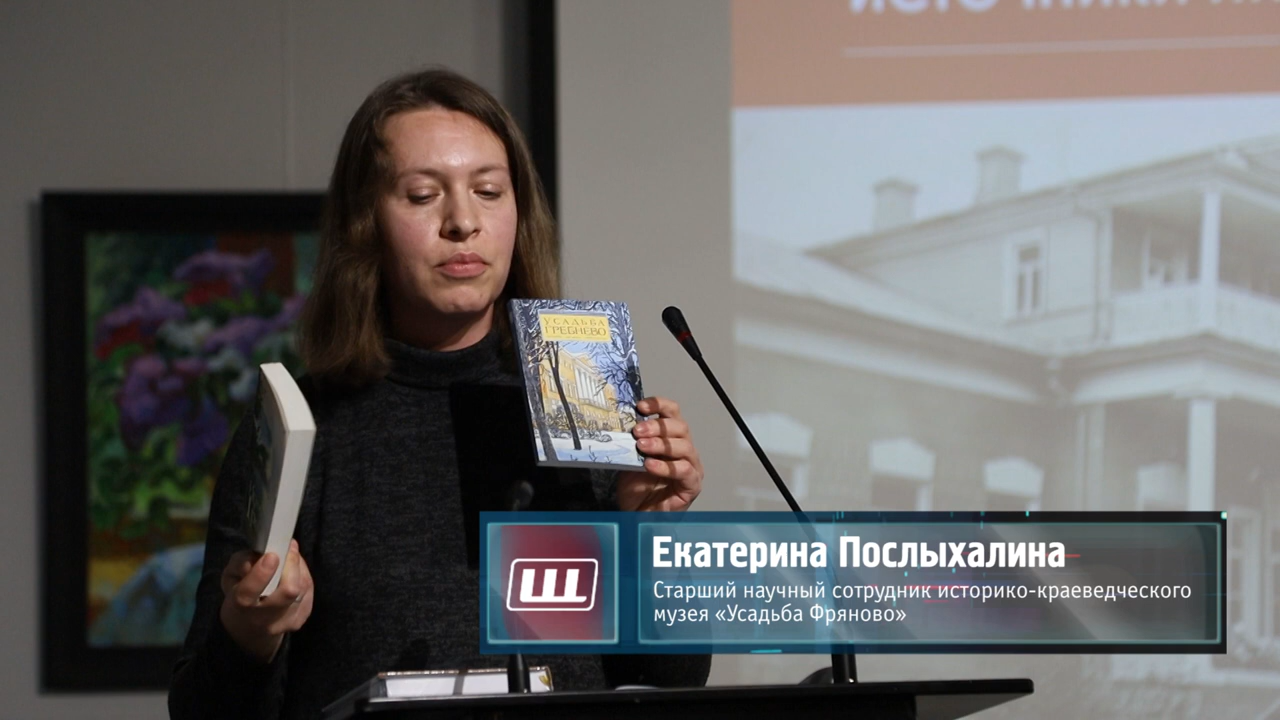 УСАДЬБА
ГРЕБНЕВО
Ш
Екатерина Послыхалина
Старший научный сотрудник историко-краеведческого
музея «Усадьба Фряново»